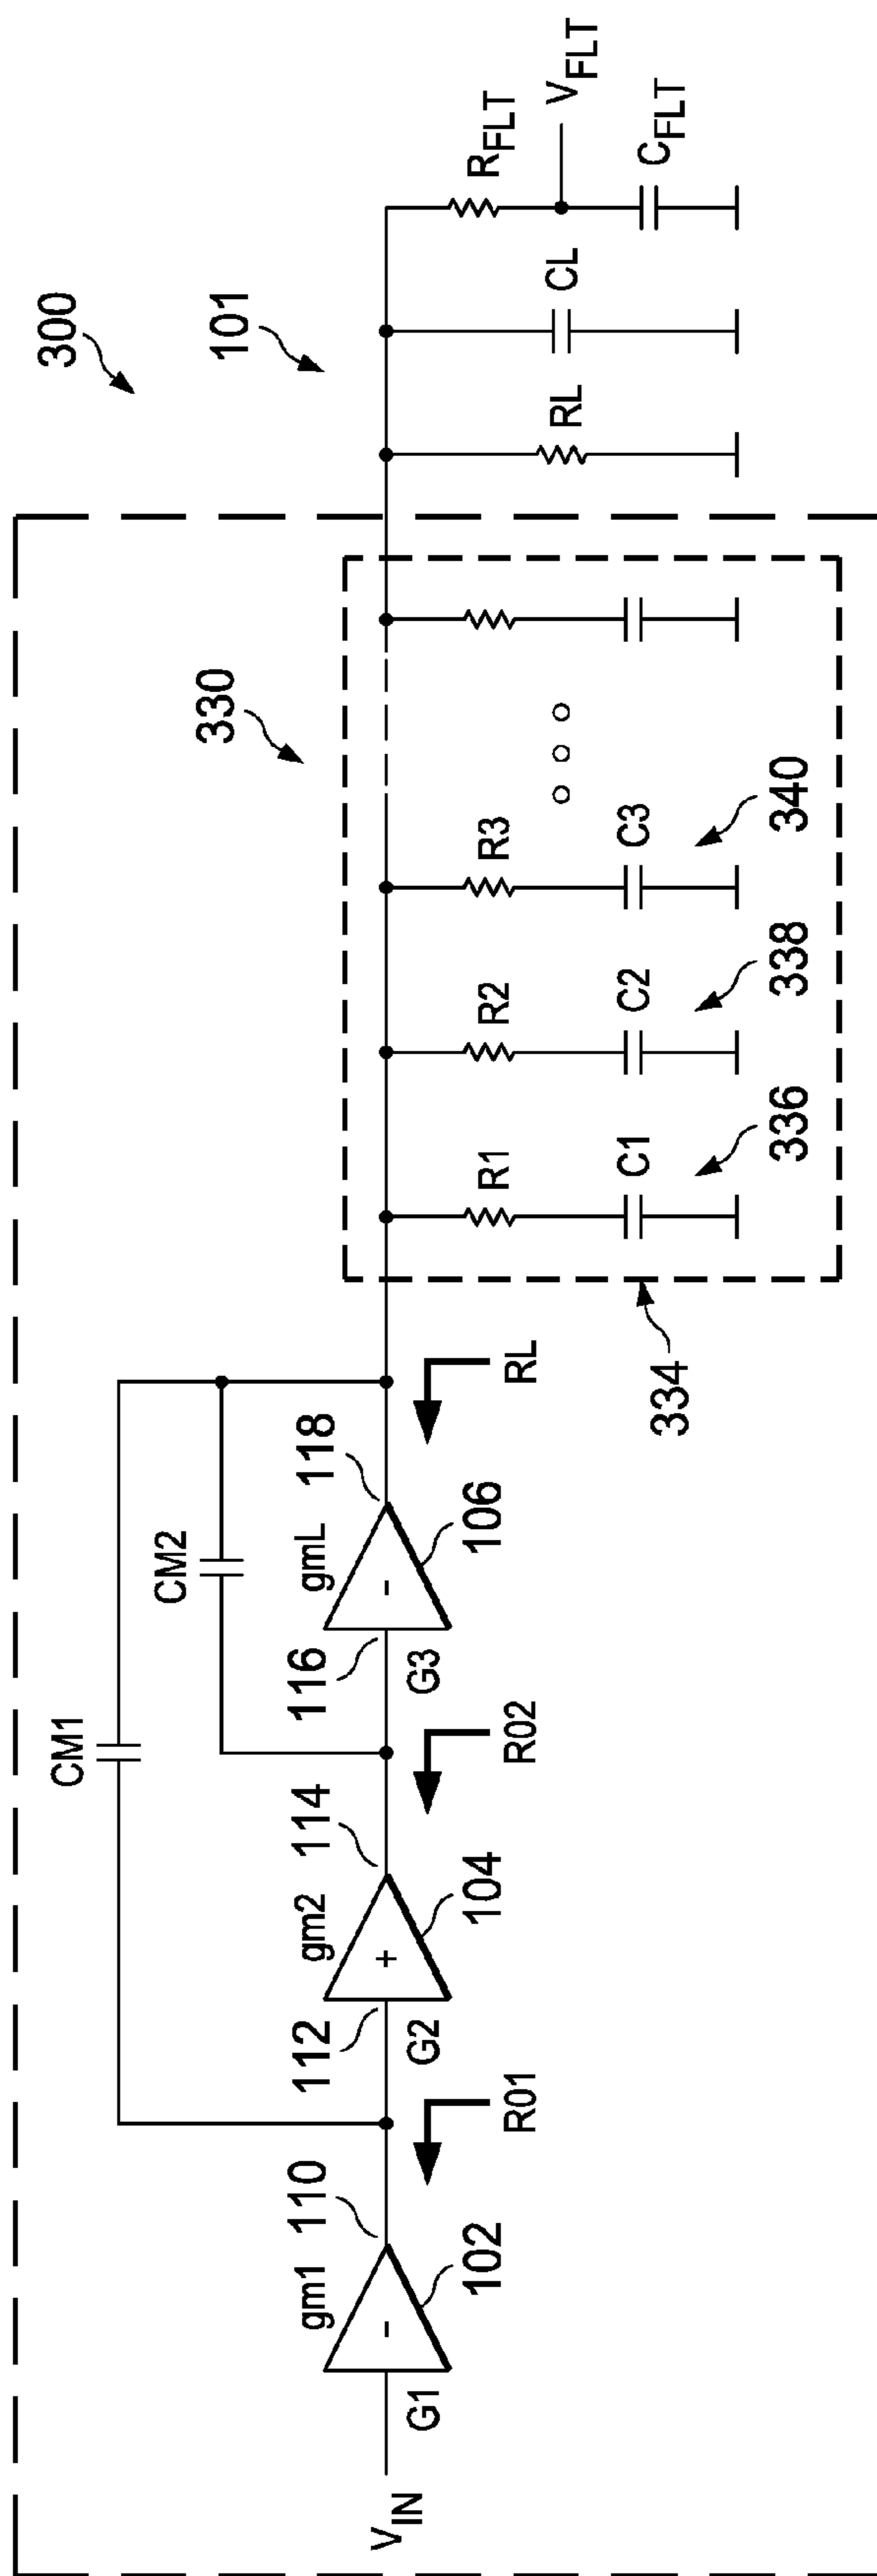 300
101
330
CM1
CM2
gm1
110
gm2
114
gmL
118
V_IN
G1
102
112
G2
104
116
G3
106
R01
R02
RL
334
R1
C1
336
R2
C2
338
R3
C3
340
RL
CL
R_FLT
V_FLT
C_FLT
-
+
-